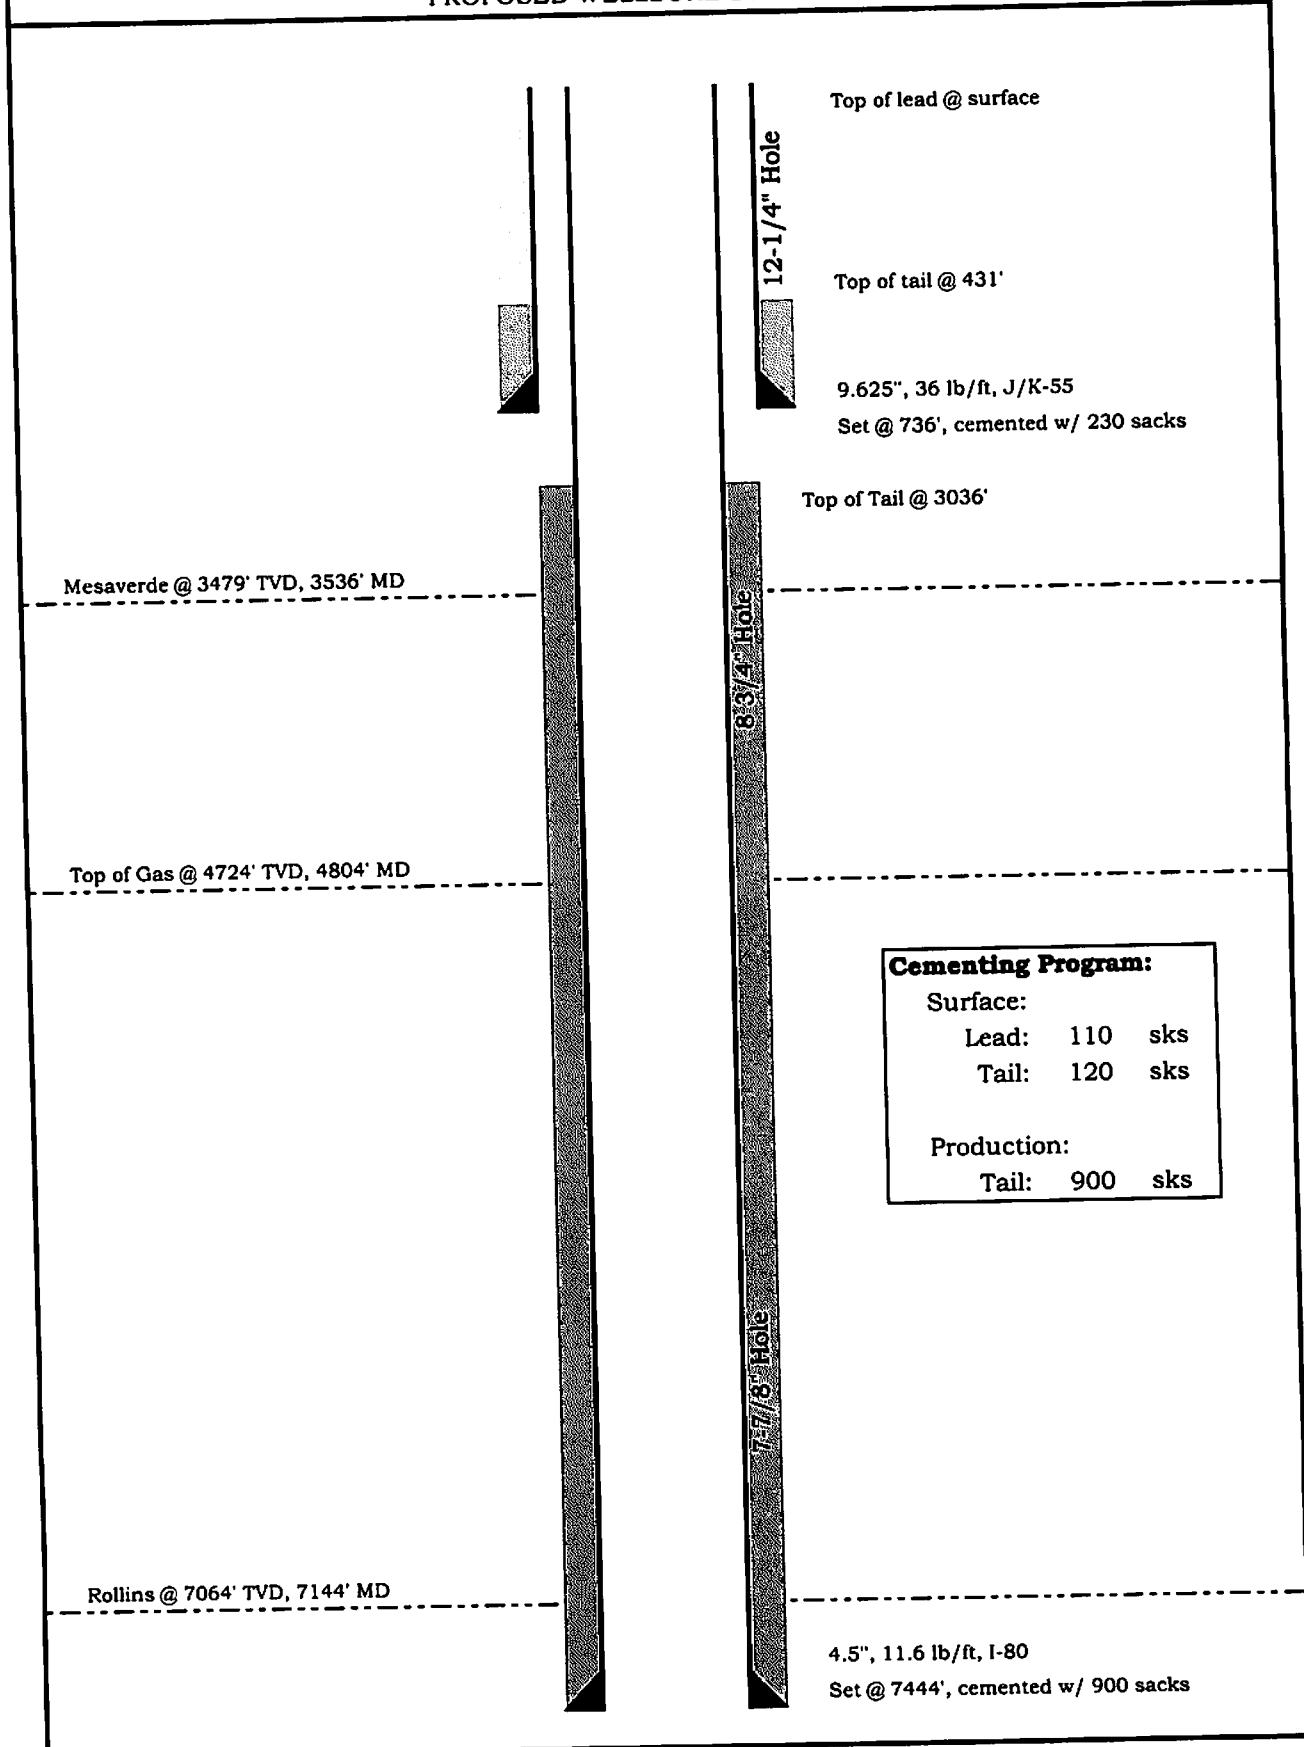 Top of lead @ surface
12-1/4" Hole
Top of tail @ 431'
9.625", 36 lb/ft, J/K-55
Set @ 736', cemented w/ 230 sacks
Top of Tail @ 3036'
Mesaverde @ 3479' TVD, 3536' MD
8-3/4" Hole
Top of Gas @ 4724' TVD, 4804' MD
Cementing Program:
Surface:
Lead: 110 sks
Tail: 120 sks
Production:
Tail: 900 sks
7-7/8" Hole
Rollins @ 7064' TVD, 7144' MD
4.5", 11.6 lb/ft, I-80
Set @ 7444', cemented w/ 900 sacks